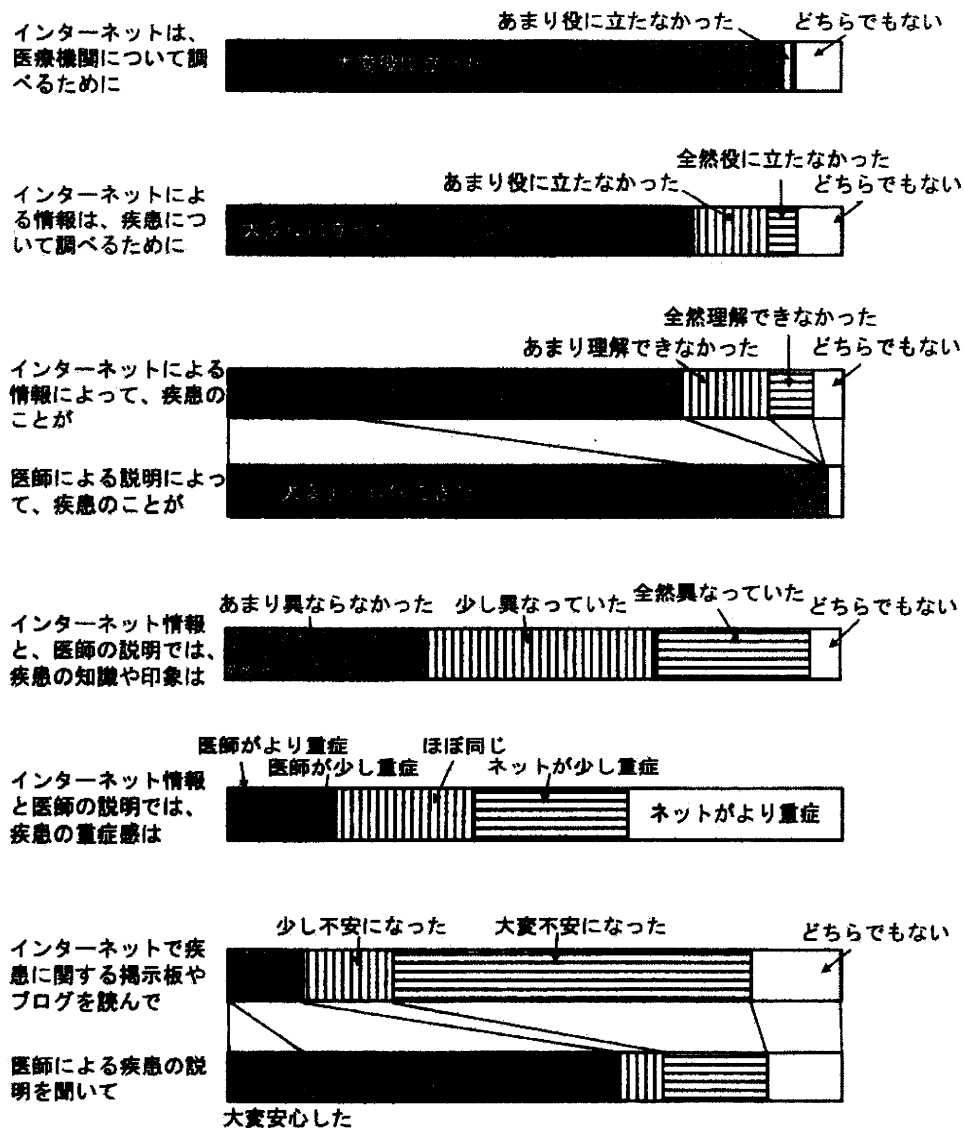 あまり役に立たなかった
どちらでもない
インターネットは、
医療機関について調
べるために
全然役に立たなかった
あまり役に立たなかった
どちらでもない
インターネットによ
る情報は、疾患につ
いて調べるために
全然理解できなかった
あまり理解できなかった
どちらでもない
インターネットによる
情報によって、疾患の
ことが
医師による説明によっ
て、疾患のことが
あまり異ならなかった
少し異なっていた
全然異なっていた
どちらでもない
インターネット情報
と、医師の説明では、
疾患の知識や印象は
医師がより重症
ほぼ同じ
医師が少し重症
ネットが少し重症
インターネット情報
と医師の説明では、
疾患の重症感は
ネットがより重症
少し不安になった
大変不安になった
どちらでもない
インターネットで疾
患に関する掲示板や
ブログを読んで
医師による疾患の説
明を聞いて
大変安心した